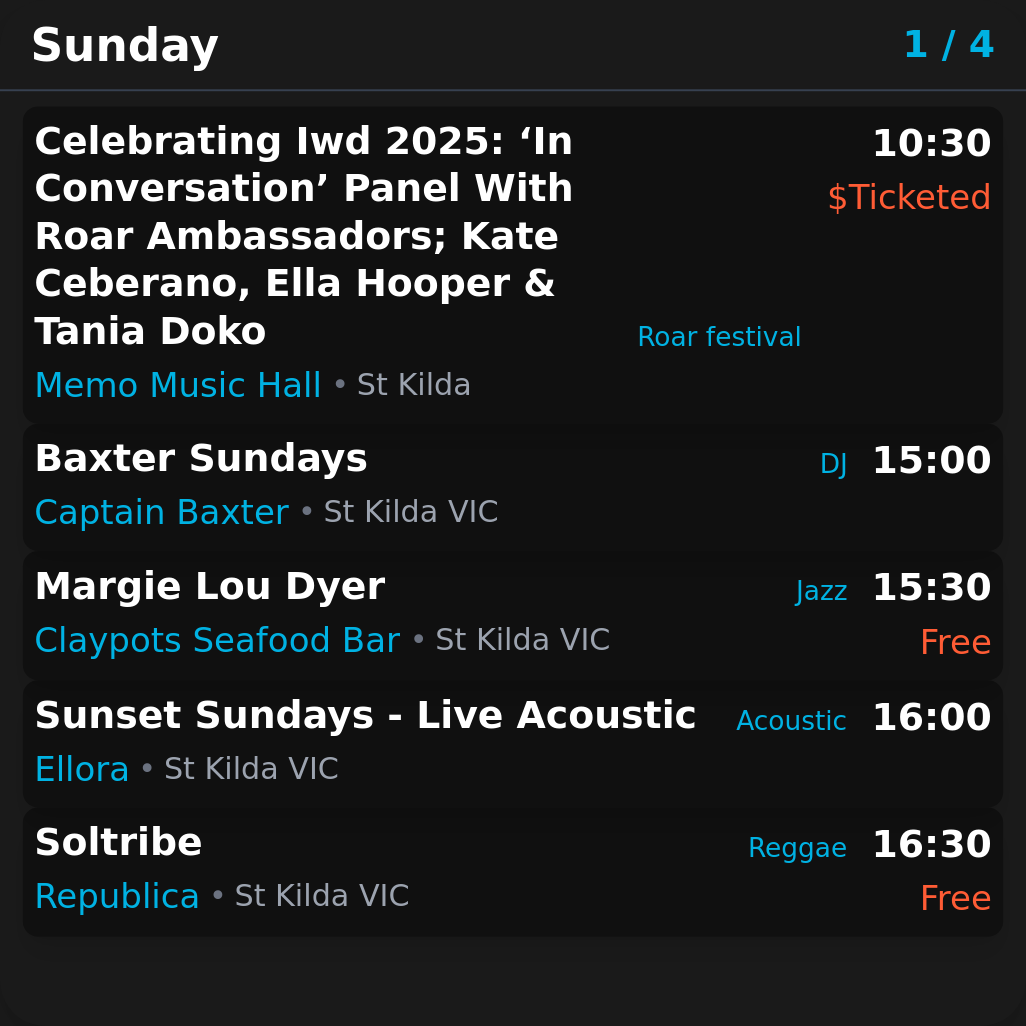 Sunday
1 / 4
Celebrating Iwd 2025: ‘In
Conversation’ Panel With
Roar Ambassadors; Kate
Ceberano, Ella Hooper &
Tania Doko
Roar festival
10:30
$Ticketed
Memo Music Hall • St Kilda
Baxter Sundays
DJ
15:00
Captain Baxter • St Kilda VIC
Margie Lou Dyer
Jazz
15:30
Claypots Seafood Bar • St Kilda VIC
Free
Sunset Sundays - Live Acoustic
Acoustic
16:00
Ellora • St Kilda VIC
Soltribe
Reggae
16:30
Republica • St Kilda VIC
Free